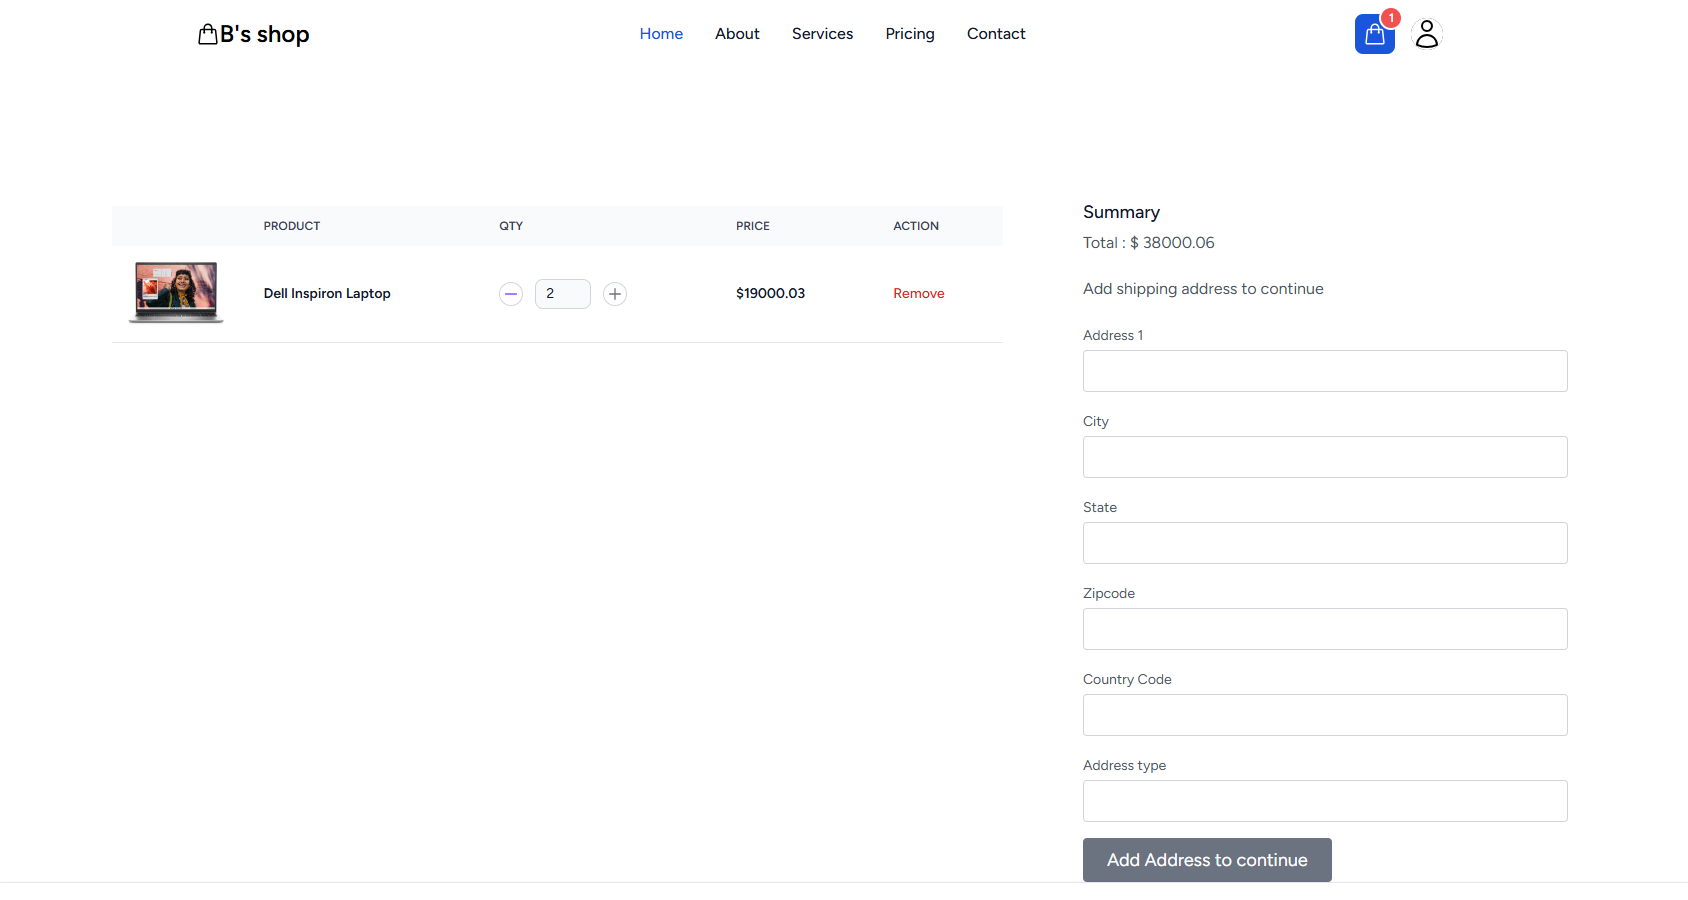 B's shop
Home About Services Pricing Contact
1
PRODUCT QTY PRICE ACTION
Dell Inspiron Laptop 2 $19000.03 Remove
Summary
Total : $ 38000.06
Add shipping address to continue
Address 1
City
State
Zipcode
Country Code
Address type
Add Address to continue